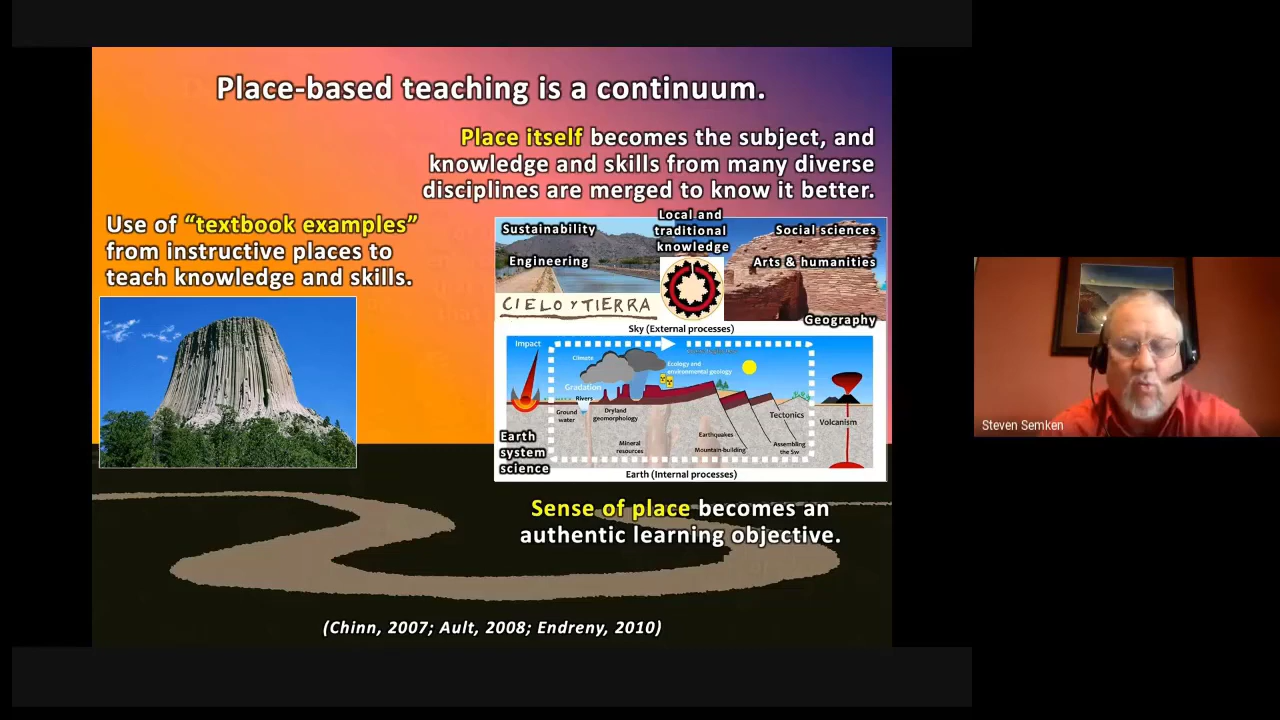 Place-based teaching is a continuum.
Place itself becomes the subject, and
knowledge and skills from many diverse
disciplines are merged to know it better.
Use of “textbook examples”
from instructive places to
teach knowledge and skills.
Sustainability
Engineering
Local and
traditional
knowledge
Social sciences
Arts & humanities
Geography
CIELO Y TIERRA
Sky (External processes)
Impact
Climate
Ecology and
environmental geology
Gradation
Rivers
Ground
water
Dryland
geomorphology
Tectonics
Volcanism
Earthquakes
Mineral
resources
Mountain-building
Assembling
the Sw
Earth
system
science
Earth (Internal processes)
Sense of place becomes an
authentic learning objective.
(Chinn, 2007; Ault, 2008; Endreny, 2010)
Steven Semken